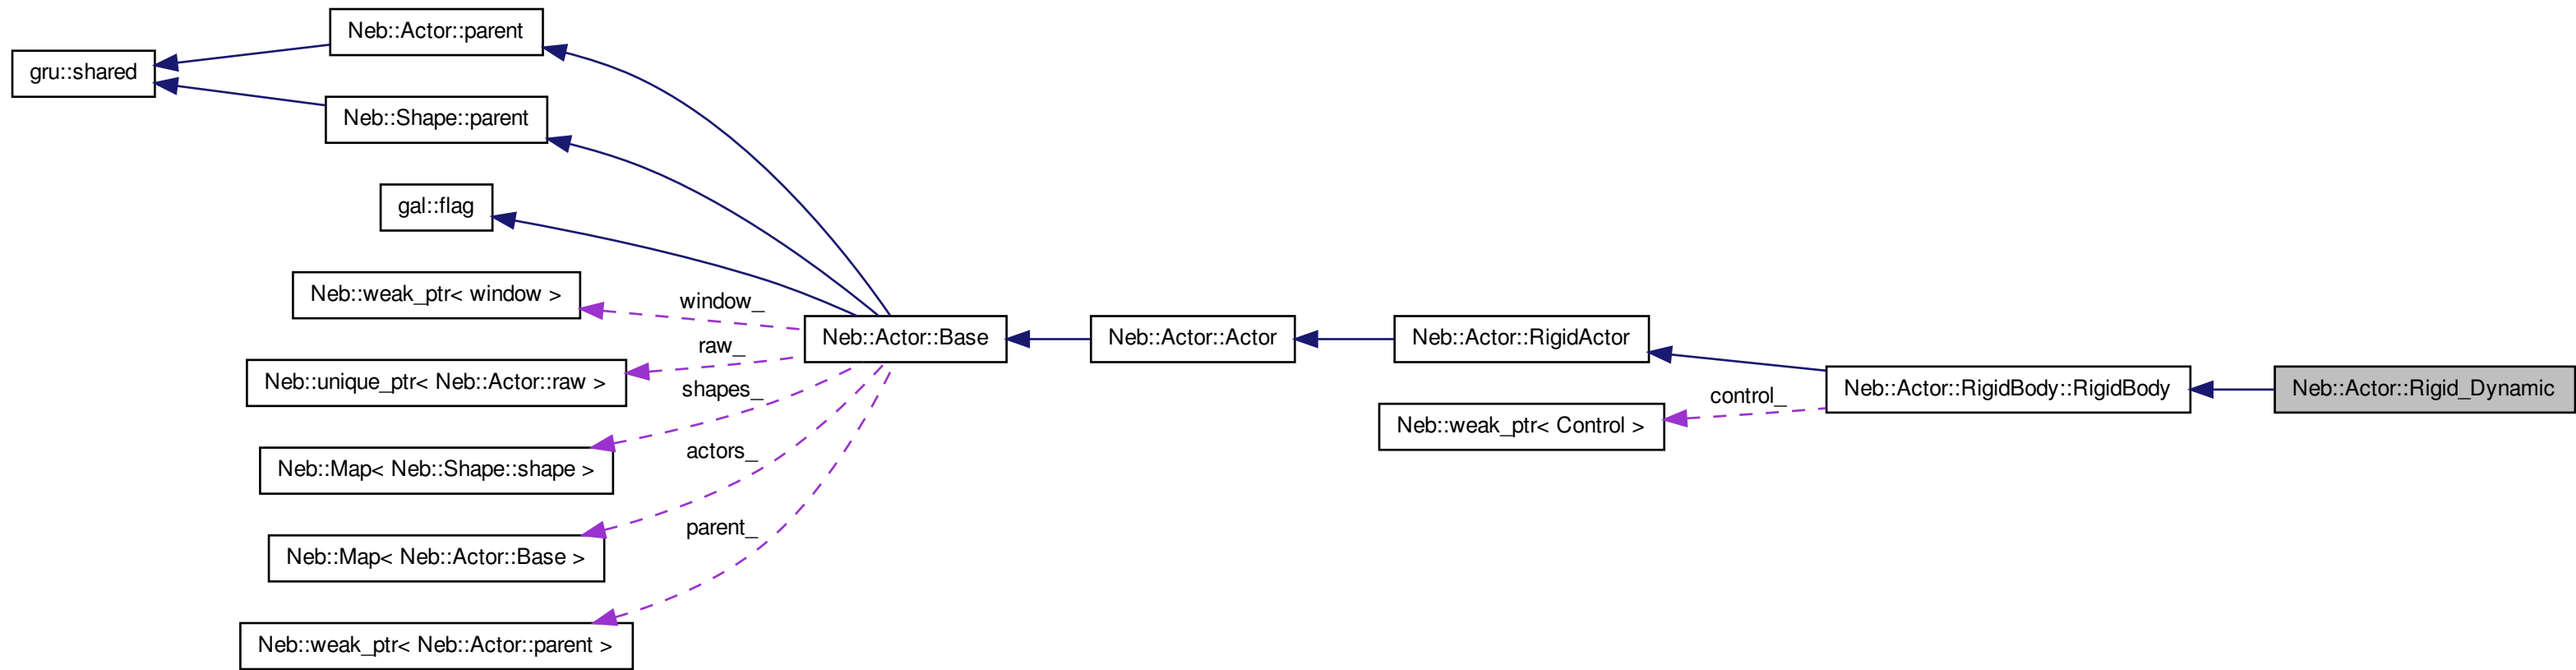 Neb::Actor::parent
gru::shared
Neb::Shape::parent
gal::flag
Neb::weak_ptr< window >
window_
Neb::Actor::Base
Neb::Actor::Actor
Neb::Actor::RigidActor
raw_
Neb::unique_ptr< Neb::Actor::raw >
shapes_
control_
Neb::Actor::RigidBody::RigidBody
Neb::Actor::Rigid_Dynamic
Neb::weak_ptr< Control >
actors_
Neb::Map< Neb::Shape::shape >
parent_
Neb::Map< Neb::Actor::Base >
Neb::weak_ptr< Neb::Actor::parent >